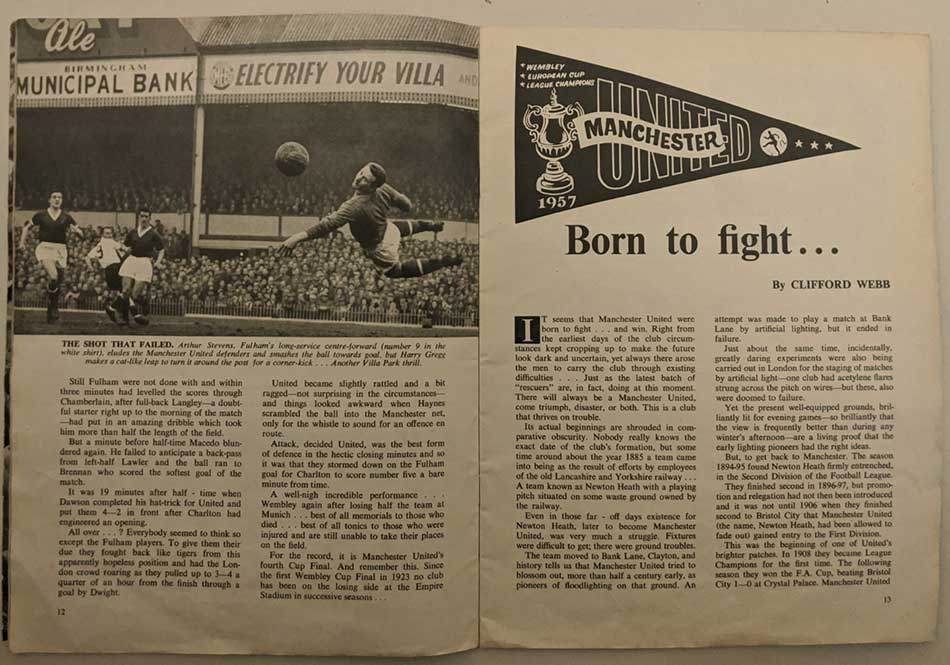 Ale
BIRMINGHAM
MUNICIPAL BANK
ELECTRIFY YOUR VILLA
AND
THE SHOT THAT FAILED. Arthur Stevens, Fulham's long-service centre-forward (number 9 in the
white shirt), eludes the Manchester United defenders and smashes the ball towards goal, but Harry Gregg
makes a cat-like leap to turn it around the post for a corner-kick . . . Another Villa Park thrill.
Still Fulham were not done with and within
three minutes had levelled the scores through
Chamberlain, after full-back Langley—a doubt-
ful starter right up to the morning of the match
—had put in an amazing dribble which took
him more than half the length of the field.
But a minute before half-time Macedo blun-
dered again. He failed to anticipate a back-pass
from left-half Lawler and the ball ran to
Brennan who scored the softest goal of the
match.
It was 19 minutes after half - time when
Dawson completed his hat-trick for United and
put them 4—2 in front after Charlton had
engineered an opening.
All over . . . ? Everybody seemed to think so
except the Fulham players. To give them their
due they fought back like tigers from this
apparently hopeless position and had the Lon-
don crowd roaring as they pulled up to 3—4 a
quarter of an hour from the finish through a
goal by Dwight.
12
United became slightly rattled and a bit
ragged—not surprising in the circumstances—
and things looked awkward when Haynes
scrambled the ball into the Manchester net,
only for the whistle to sound for an offence en
route.
Attack, decided United, was the best form
of defence in the hectic closing minutes and so
it was that they stormed down on the Fulham
goal for Charlton to score number five a bare
minute from time.
A well-nigh incredible performance . . .
Wembley again after losing half the team at
Munich . . . best of all memorials to those who
died . . . best of all tonics to those who were
injured and are still unable to take their places
on the field.
For the record, it is Manchester United's
fourth Cup Final. And remember this. Since
the first Wembley Cup Final in 1923 no club
has been on the losing side at the Empire
Stadium in successive seasons . . .
WEMBLEY
EUROPEAN CUP
LEAGUE CHAMPIONS
UNITED
MANCHESTER
1957
Born to fight . . .
By CLIFFORD WEBB
IT seems that Manchester United were
born to fight . . . and win. Right from
the earliest days of the club circum-
stances kept cropping up to make the future
look dark and uncertain, yet always there arose
the men to carry the club through existing
difficulties . . . Just as the latest batch of
"rescuers" are, in fact, doing at this moment.
There will always be a Manchester United,
come triumph, disaster, or both. This is a club
that thrives on trouble.
Its actual beginnings are shrouded in com-
parative obscurity. Nobody really knows the
exact date of the club's formation, but some
time around about the year 1885 a team came
into being as the result of efforts by employees
of the old Lancashire and Yorkshire railway . . .
A team known as Newton Heath with a playing
pitch situated on some waste ground owned by
the railway.
Even in those far - off days existence for
Newton Heath, later to become Manchester
United, was very much a struggle. Fixtures
were difficult to get; there were ground troubles.
The team moved to Bank Lane, Clayton, and
history tells us that Manchester United tried to
blossom out, more than half a century early, as
pioneers of floodlighting on that ground. An
attempt was made to play a match at Bank
Lane by artificial lighting, but it ended in
failure.
Just about the same time, incidentally,
greatly daring experiments were also being
carried out in London for the staging of matches
by artificial light—one club had acetylene flares
strung across the pitch on wires—but these, also
were doomed to failure.
Yet the present well-equipped grounds, bril-
liantly lit for evening games—so brilliantly that
the view is frequently better than during any
winter's afternoon—are a living proof that the
early lighting pioneers had the right ideas.
But, to get back to Manchester. The season
1894-95 found Newton Heath firmly entrenched,
in the Second Division of the Football League.
They finished second in 1896-97, but promo-
tion and relegation had not then been introduced
and it was not until 1906 when they finished
second to Bristol City that Manchester United
(the name, Newton Heath, had been allowed to
fade out) gained entry to the First Division.
This was the beginning of one of United's
brighter patches. In 1908 they became League
Champions for the first time. The following
season they won the F.A. Cup, beating Bristol
City 1—0 at Crystal Palace. Manchester United
13